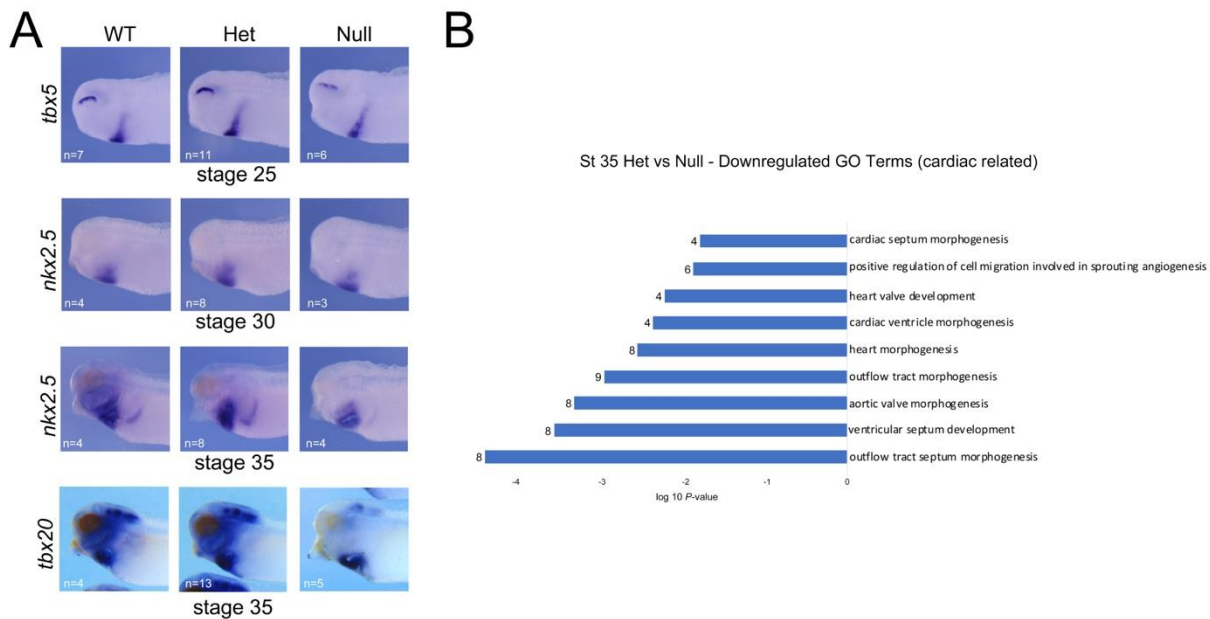 A
WT Het Null
tbx5
n=7 n=11 n=6
stage 25
nkx2.5
n=4 n=8 n=3
stage 30
nkx2.5
n=4 n=8 n=4
stage 35
tbx20
n=4 n=13 n=5
stage 35
B
St 35 Het vs Null - Downregulated GO Terms (cardiac related)
4 cardiac septum morphogenesis
6 positive regulation of cell migration involved in sprouting angiogenesis
4 heart valve development
4 cardiac ventricle morphogenesis
8 heart morphogenesis
9 outflow tract morphogenesis
8 aortic valve morphogenesis
8 ventricular septum development
8 outflow tract septum morphogenesis
-4 -3 -2 -1 0
log 10 P-value